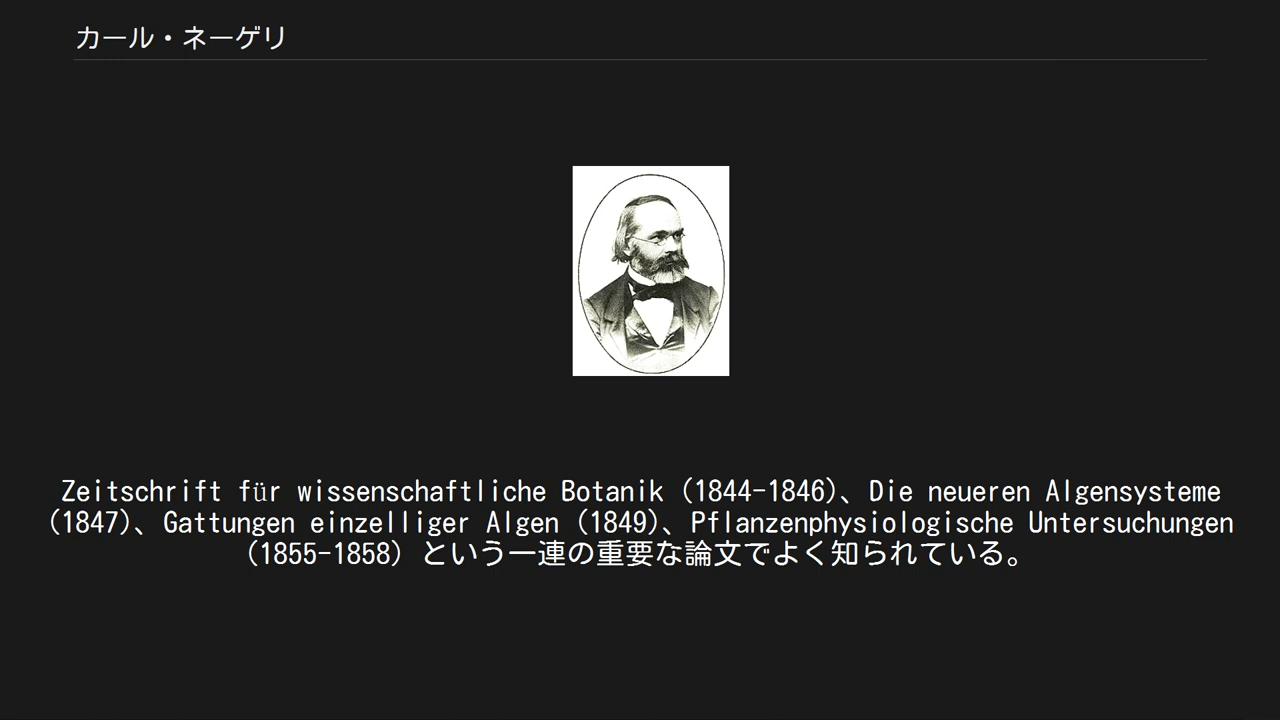 カール・ネーゲリ
Zeitschrift für wissenschaftliche Botanik (1844-1846)、Die neueren Algensysteme
(1847)、Gattungen einzelliger Algen (1849)、Pflanzenphysiologische Untersuchungen
(1855-1858) という一連の重要な論文でよく知られている。